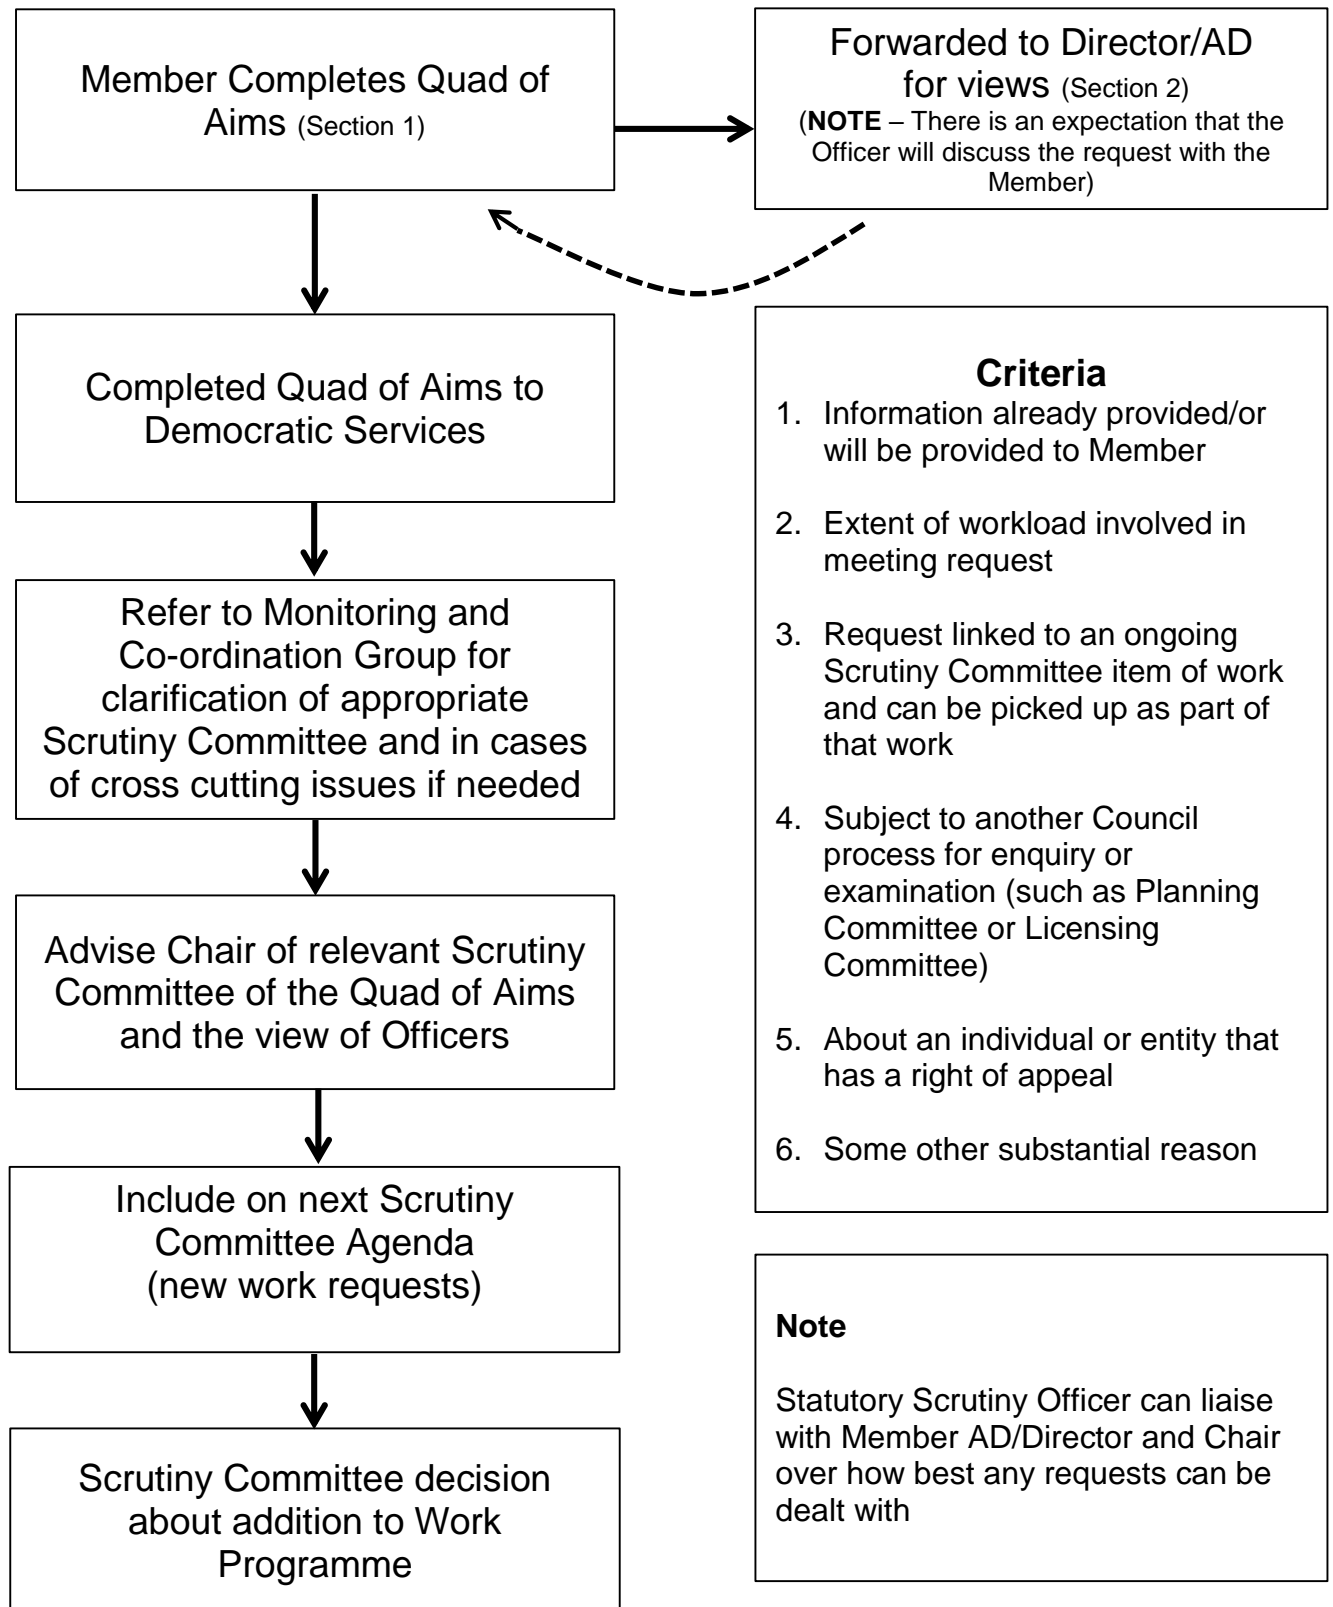 Member Completes Quad of
Aims (Section 1)
Forwarded to Director/AD
for views (Section 2)
(NOTE – There is an expectation that the
Officer will discuss the request with the
Member)
Completed Quad of Aims to
Democratic Services
Refer to Monitoring and
Co-ordination Group for
clarification of appropriate
Scrutiny Committee and in cases
of cross cutting issues if needed
Advise Chair of relevant Scrutiny
Committee of the Quad of Aims
and the view of Officers
Include on next Scrutiny
Committee Agenda
(new work requests)
Scrutiny Committee decision
about addition to Work
Programme
Criteria
1. Information already provided/or
will be provided to Member
2. Extent of workload involved in
meeting request
3. Request linked to an ongoing
Scrutiny Committee item of work
and can be picked up as part of
that work
4. Subject to another Council
process for enquiry or
examination (such as Planning
Committee or Licensing
Committee)
5. About an individual or entity that
has a right of appeal
6. Some other substantial reason
Note
Statutory Scrutiny Officer can liaise
with Member AD/Director and Chair
over how best any requests can be
dealt with